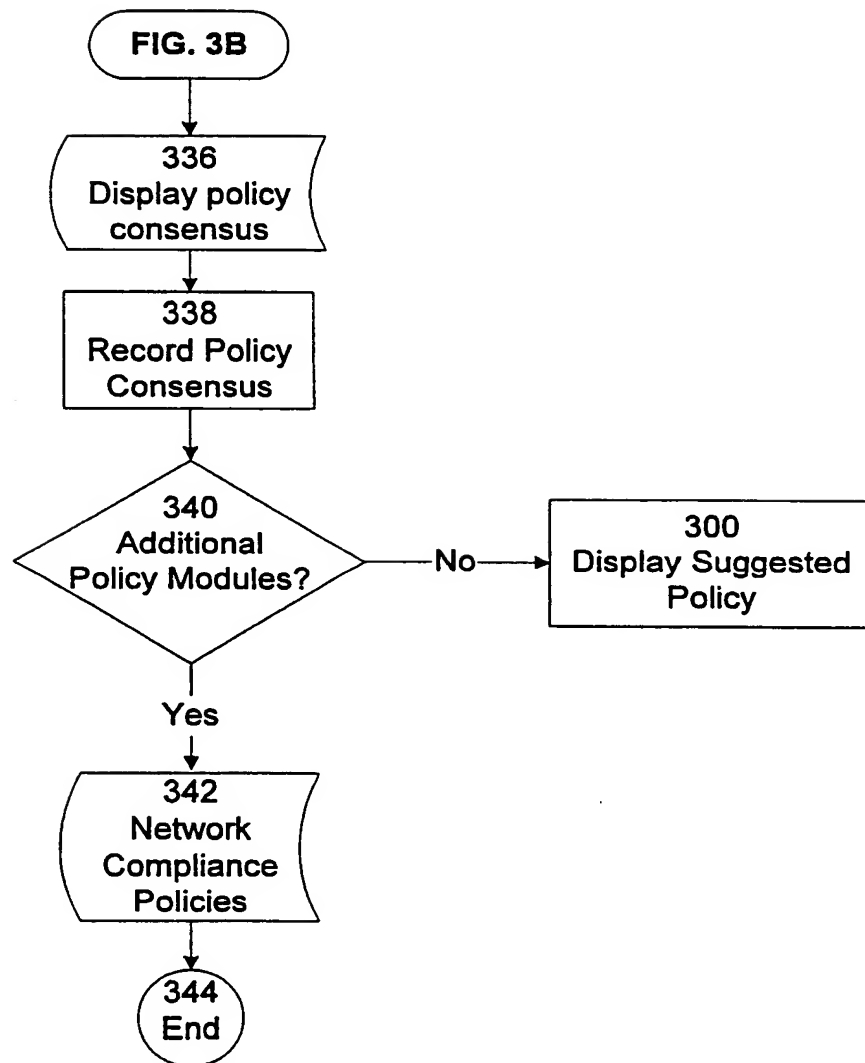 FIG. 3B
336
Display policy
consensus
338
Record Policy
Consensus
340
Additional
Policy Modules?
No
300
Display Suggested
Policy
Yes
342
Network
Compliance
Policies
344
End